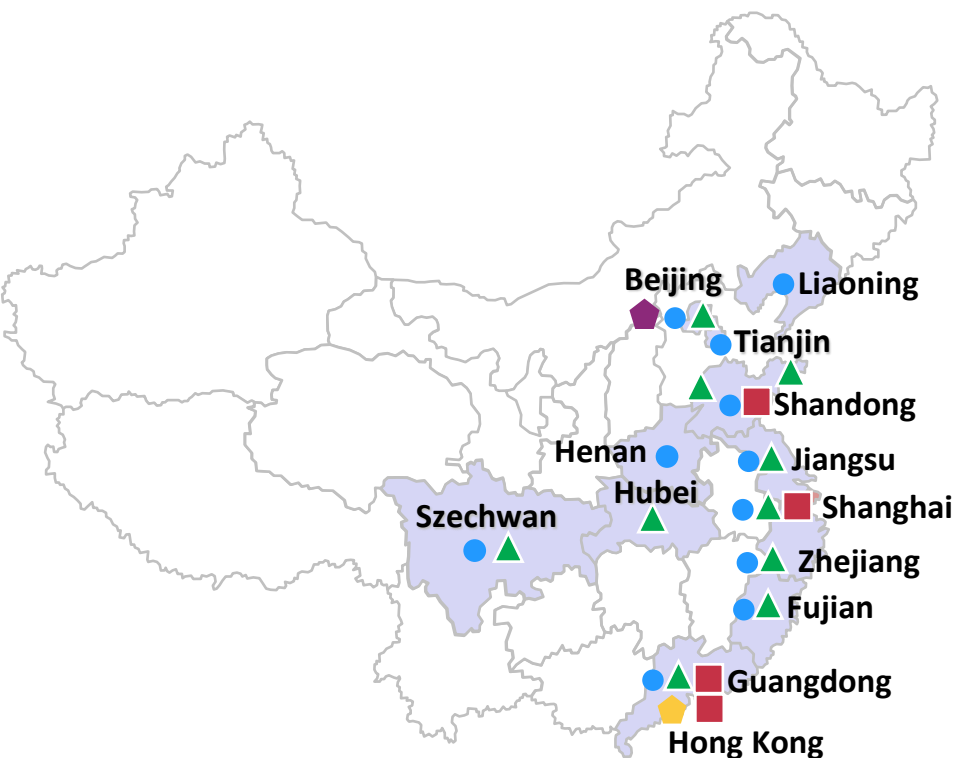 Beijing
Liaoning
Tianjin
Shandong
Henan
Jiangsu
Hubei
Szechwan
Shanghai
Zhejiang
Fujian
Guangdong
Hong Kong